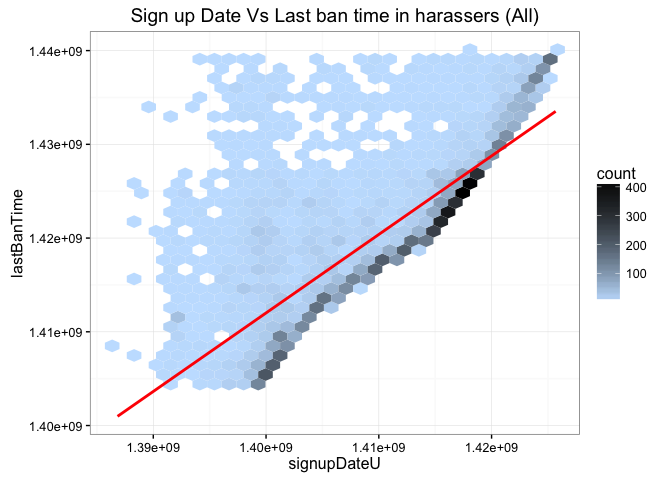 Sign up Date Vs Last ban time in harassers (All)
1.44e+09
1.43e+09
1.42e+09
1.41e+09
1.40e+09
lastBanTime
1.39e+09 1.40e+09 1.41e+09 1.42e+09
signupDateU
count
400
300
200
100